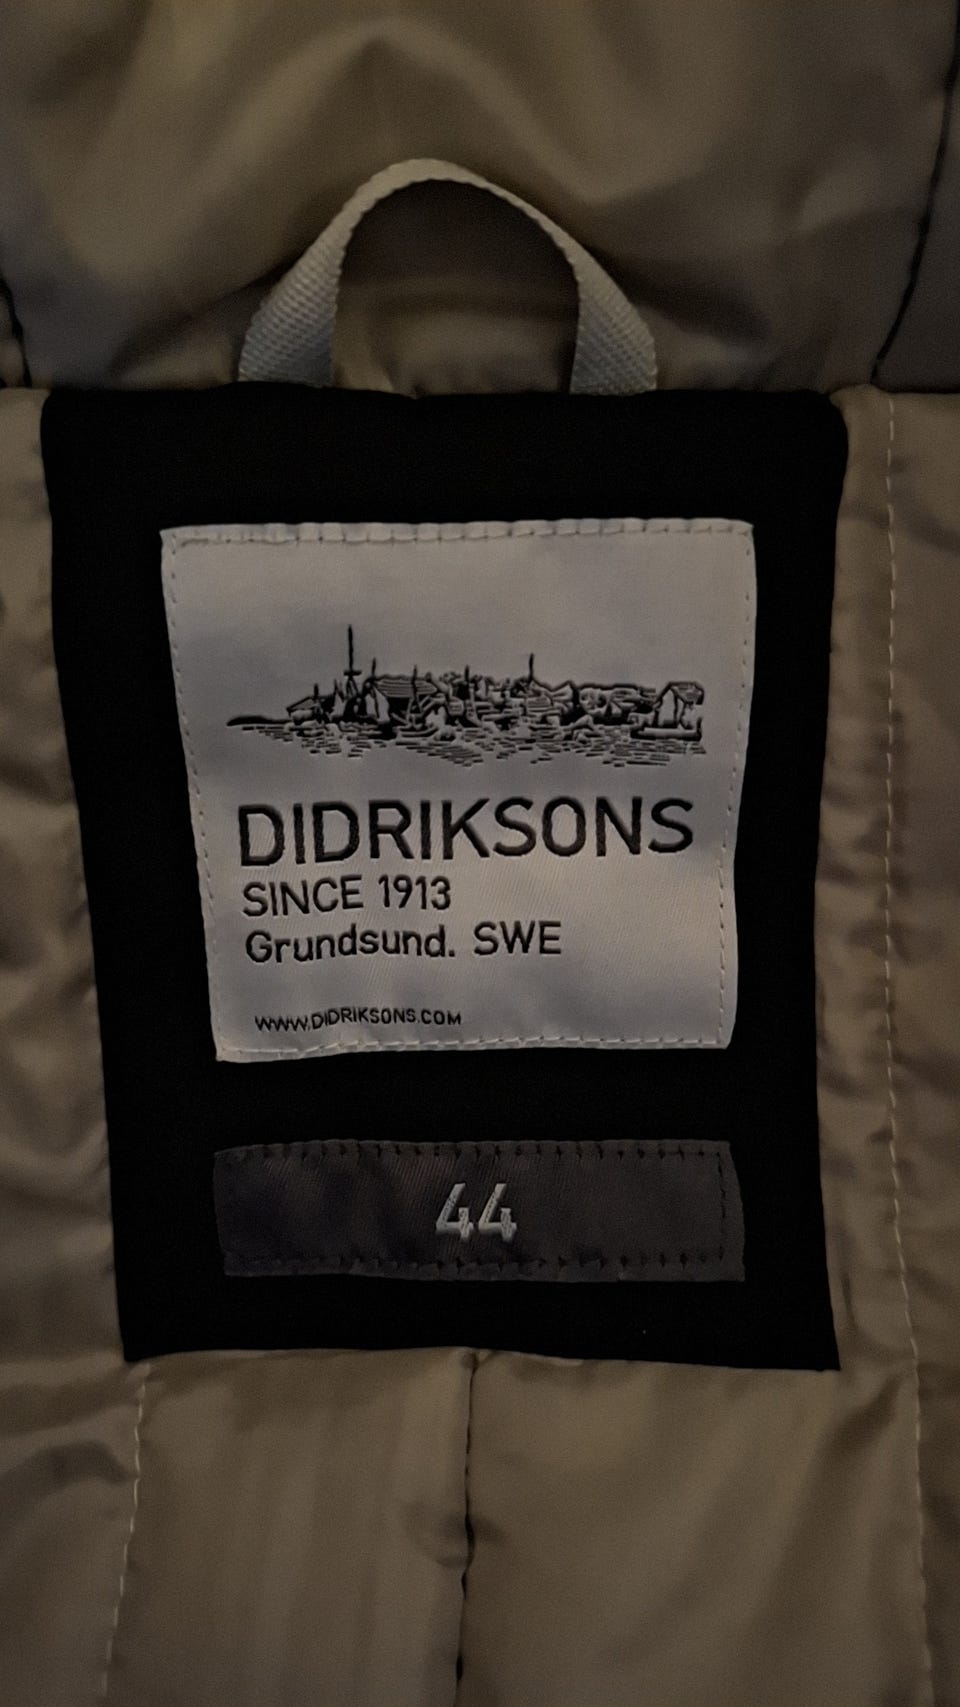 DIDRIKSONS
SINCE 1913
Grundsund. SWE
WWW.DIDRIKSONS.COM
44